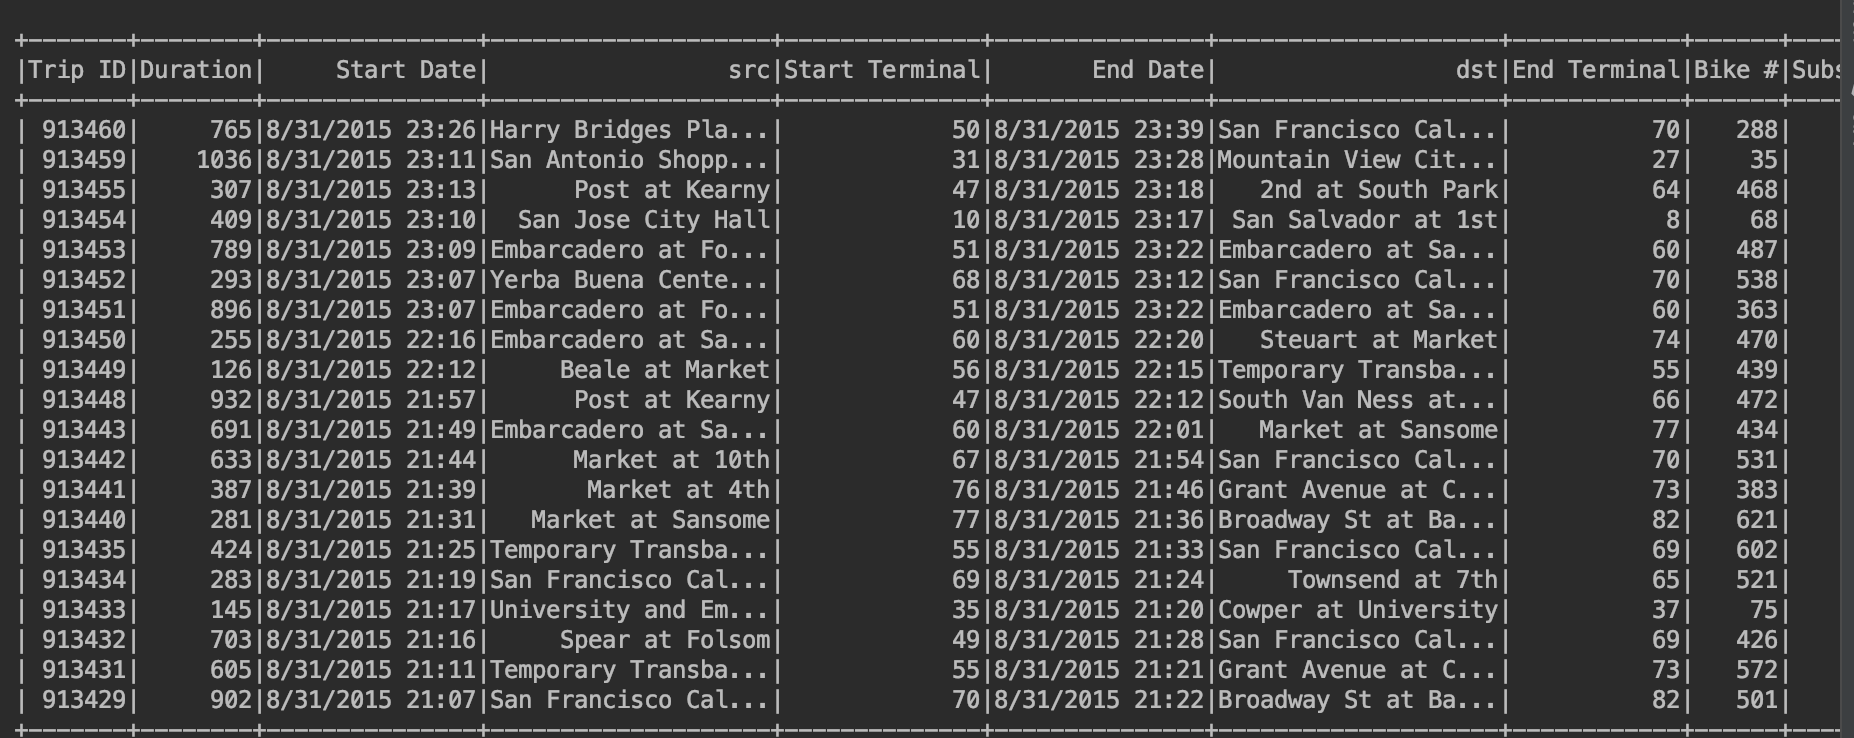 +-------+--------+---------------+--------------------+--------------+---------------+--------------------+------------+------+----
|Trip ID|Duration|     Start Date|                 src|Start Terminal|       End Date|                 dst|End Terminal|Bike #|Subs
+-------+--------+---------------+--------------------+--------------+---------------+--------------------+------------+------+----
| 913460|     765|8/31/2015 23:26|Harry Bridges Pla...|            50|8/31/2015 23:39|San Francisco Cal...|          70|   288|
| 913459|    1036|8/31/2015 23:11|San Antonio Shopp...|            31|8/31/2015 23:28|Mountain View Cit...|          27|    35|
| 913455|     307|8/31/2015 23:13|      Post at Kearny|            47|8/31/2015 23:18|   2nd at South Park|          64|   468|
| 913454|     409|8/31/2015 23:10|  San Jose City Hall|            10|8/31/2015 23:17| San Salvador at 1st|           8|    68|
| 913453|     789|8/31/2015 23:09|Embarcadero at Fo...|            51|8/31/2015 23:22|Embarcadero at Sa...|          60|   487|
| 913452|     293|8/31/2015 23:07|Yerba Buena Cente...|            68|8/31/2015 23:12|San Francisco Cal...|          70|   538|
| 913451|     896|8/31/2015 23:07|Embarcadero at Fo...|            51|8/31/2015 23:22|Embarcadero at Sa...|          60|   363|
| 913450|     255|8/31/2015 22:16|Embarcadero at Sa...|            60|8/31/2015 22:20|   Steuart at Market|          74|   470|
| 913449|     126|8/31/2015 22:12|     Beale at Market|            56|8/31/2015 22:15|Temporary Transba...|          55|   439|
| 913448|     932|8/31/2015 21:57|      Post at Kearny|            47|8/31/2015 22:12|South Van Ness at...|          66|   472|
| 913443|     691|8/31/2015 21:49|Embarcadero at Sa...|            60|8/31/2015 22:01|   Market at Sansome|          77|   434|
| 913442|     633|8/31/2015 21:44|      Market at 10th|            67|8/31/2015 21:54|San Francisco Cal...|          70|   531|
| 913441|     387|8/31/2015 21:39|       Market at 4th|            76|8/31/2015 21:46|Grant Avenue at C...|          73|   383|
| 913440|     281|8/31/2015 21:31|   Market at Sansome|            77|8/31/2015 21:36|Broadway St at Ba...|          82|   621|
| 913435|     424|8/31/2015 21:25|Temporary Transba...|            55|8/31/2015 21:33|San Francisco Cal...|          69|   602|
| 913434|     283|8/31/2015 21:19|San Francisco Cal...|            69|8/31/2015 21:24|     Townsend at 7th|          65|   521|
| 913433|     145|8/31/2015 21:17|University and Em...|            35|8/31/2015 21:20|Cowper at University|          37|    75|
| 913432|     703|8/31/2015 21:16|     Spear at Folsom|            49|8/31/2015 21:28|San Francisco Cal...|          69|   426|
| 913431|     605|8/31/2015 21:11|Temporary Transba...|            55|8/31/2015 21:21|Grant Avenue at C...|          73|   572|
| 913429|     902|8/31/2015 21:07|San Francisco Cal...|            70|8/31/2015 21:22|Broadway St at Ba...|          82|   501|
+-------+--------+---------------+--------------------+--------------+---------------+--------------------+------------+------+----